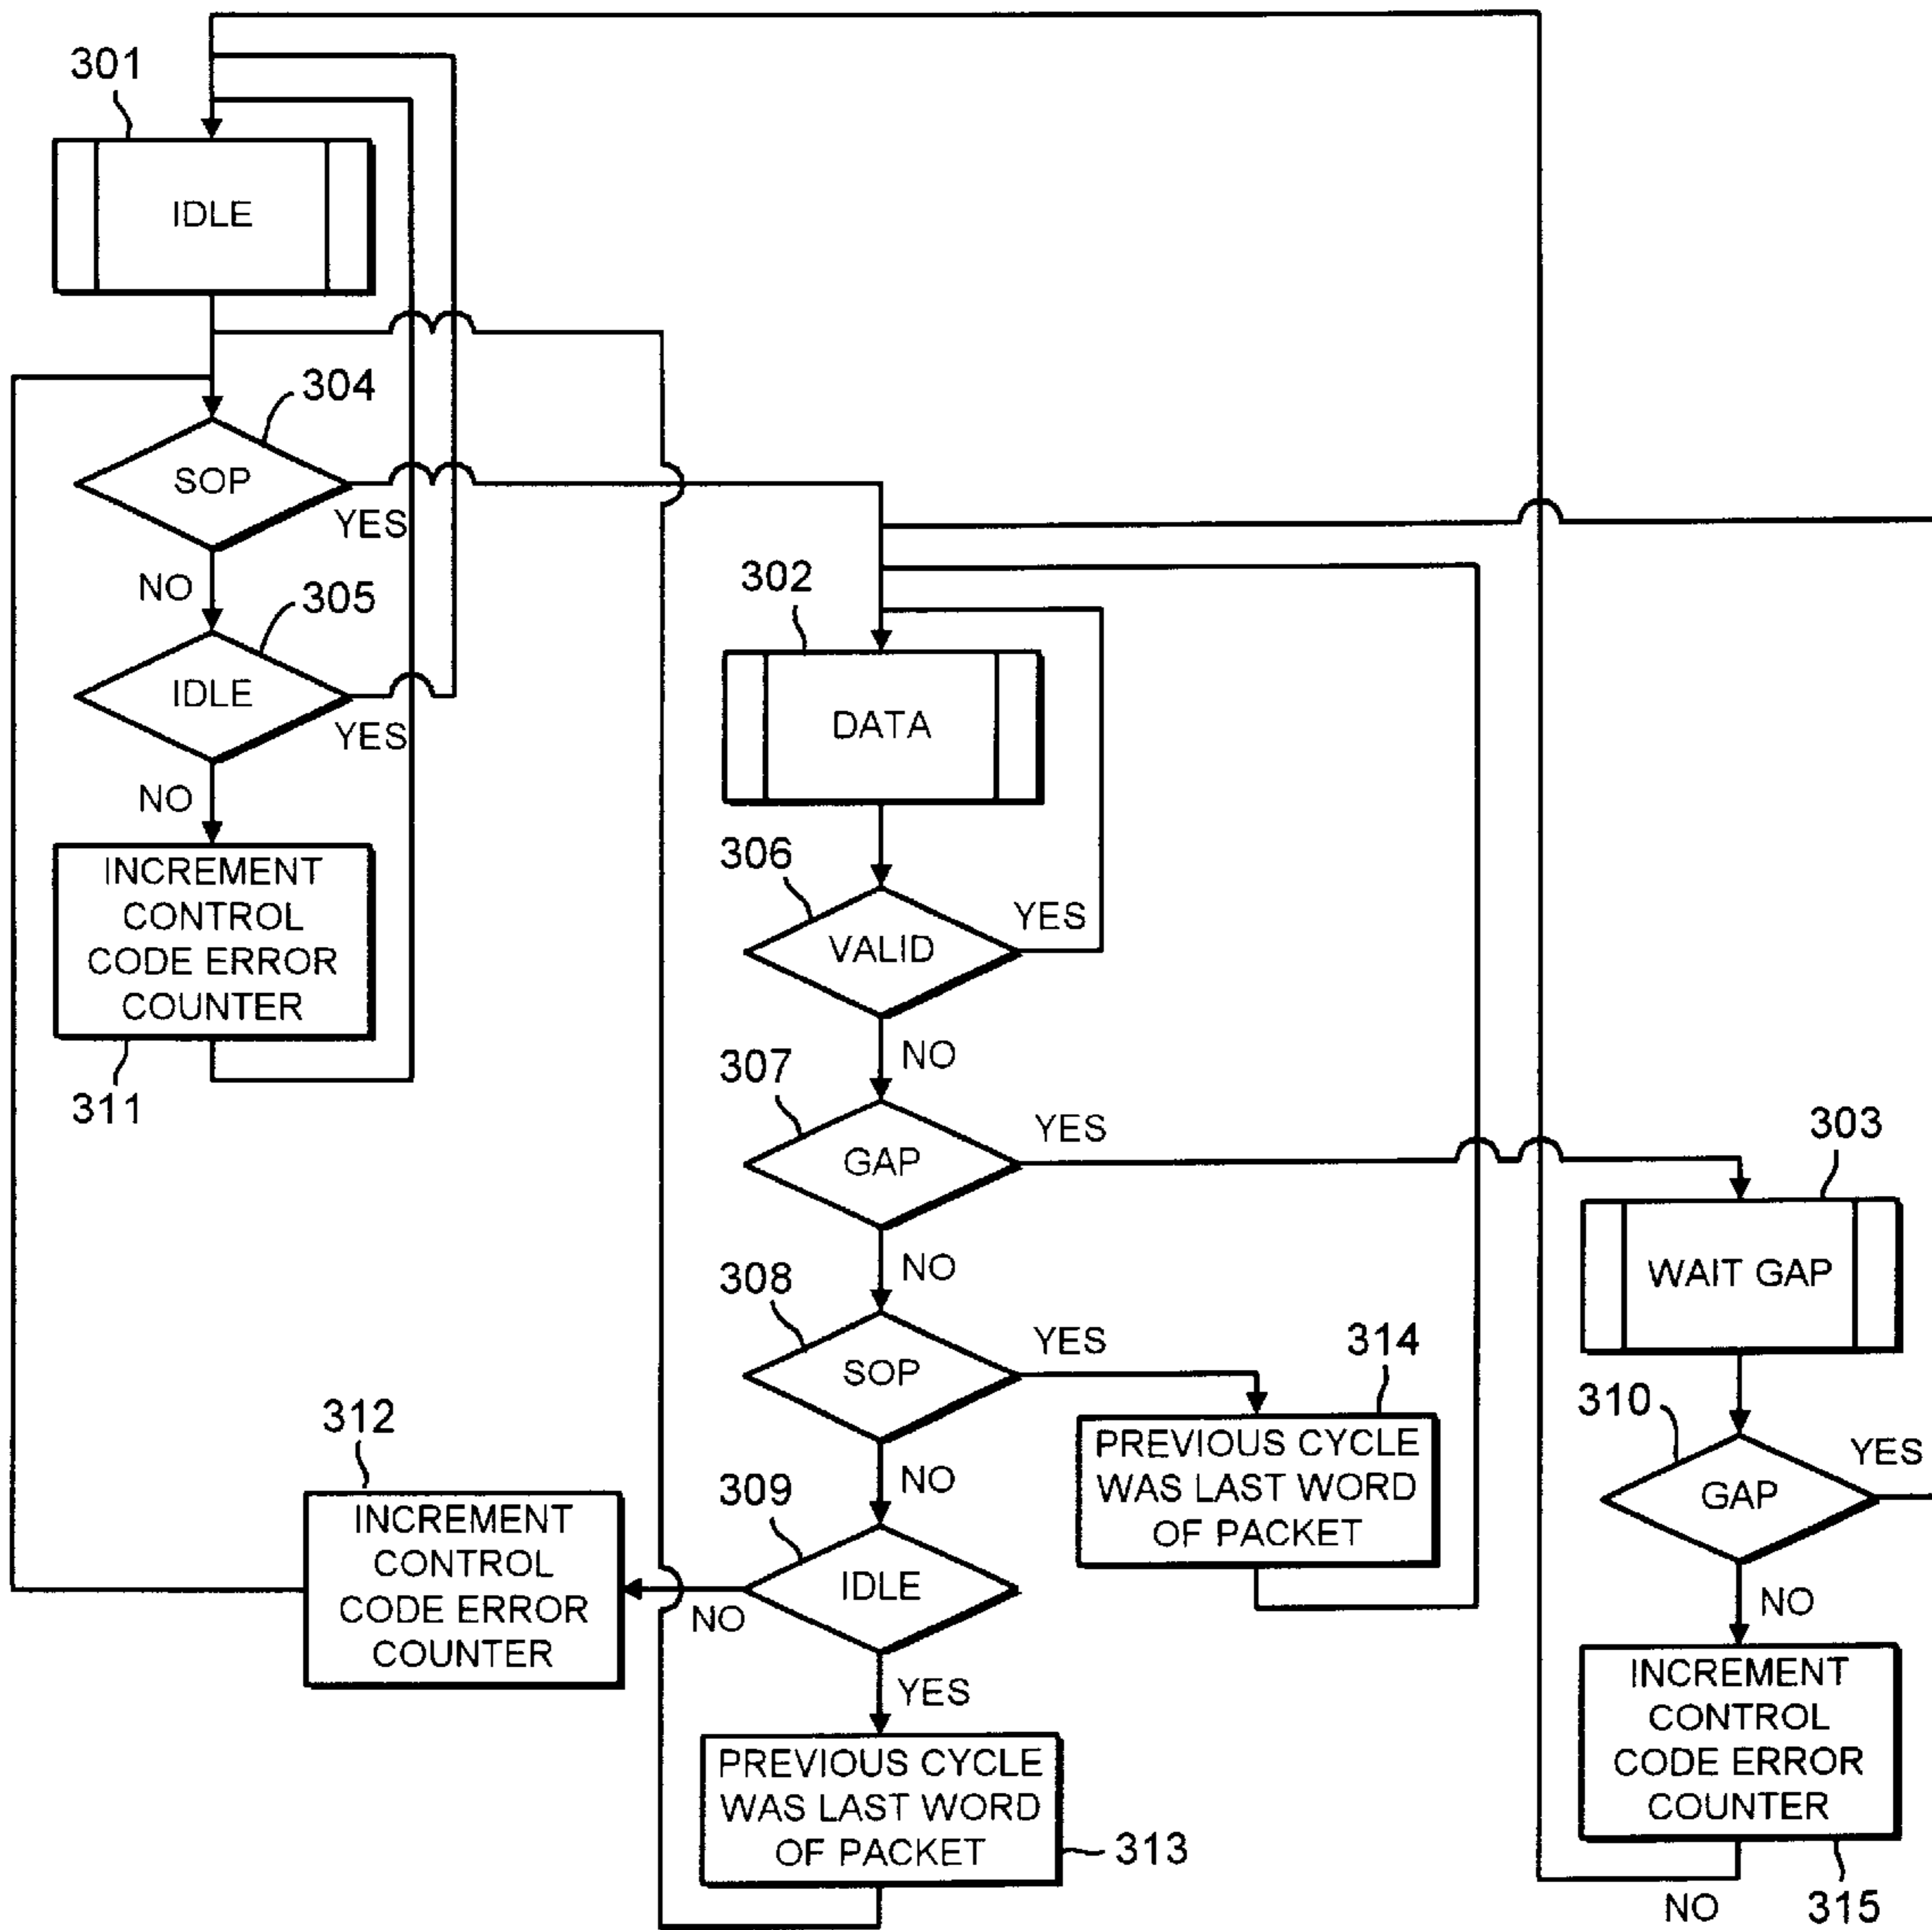 301
IDLE
304
SOP
YES
NO
305
IDLE
YES
NO
INCREMENT
CONTROL
CODE ERROR
COUNTER
311
302
DATA
306
VALID
YES
NO
307
GAP
YES
NO
308
SOP
YES
NO
314
PREVIOUS CYCLE
WAS LAST WORD
OF PACKET
309
IDLE
NO
YES
312
INCREMENT
CONTROL
CODE ERROR
COUNTER
PREVIOUS CYCLE
WAS LAST WORD
OF PACKET
313
303
WAIT GAP
310
GAP
YES
NO
INCREMENT
CONTROL
CODE ERROR
COUNTER
NO
315